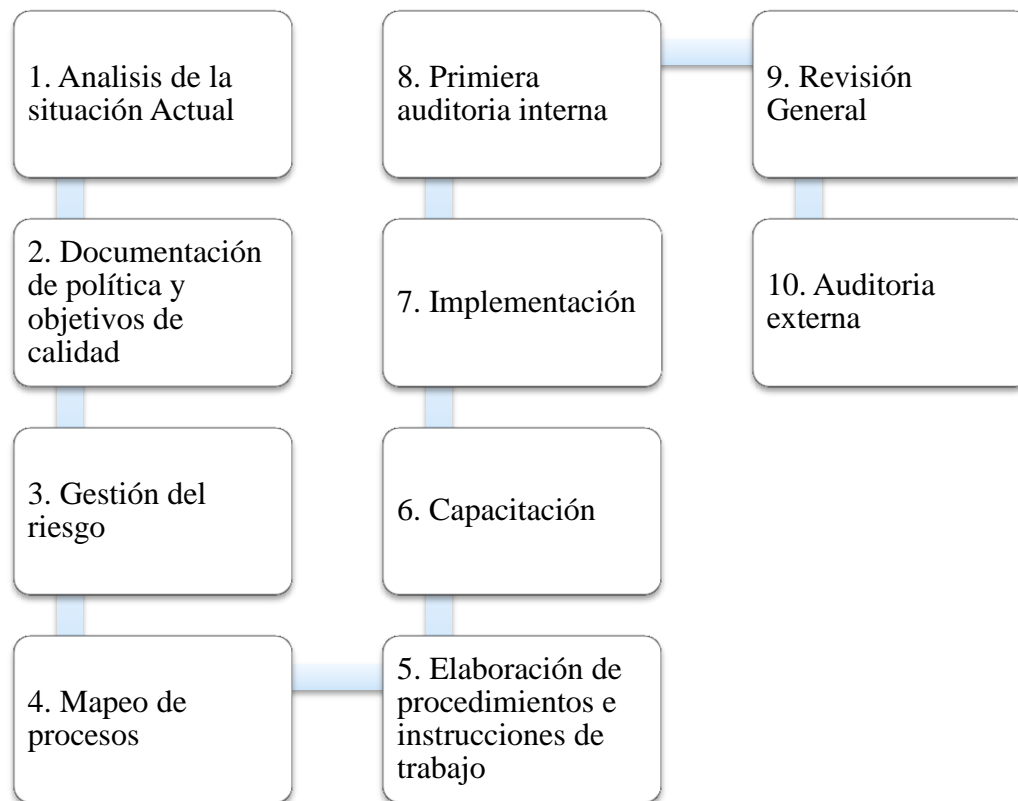 1. Analisis de la
situación Actual
2. Documentación
de política y
objetivos de
calidad
3. Gestión del
riesgo
4. Mapeo de
procesos
5. Elaboración de
procedimientos e
instrucciones de
trabajo
6. Capacitación
7. Implementación
8. Primiera
auditoria interna
9. Revisión
General
10. Auditoria
externa